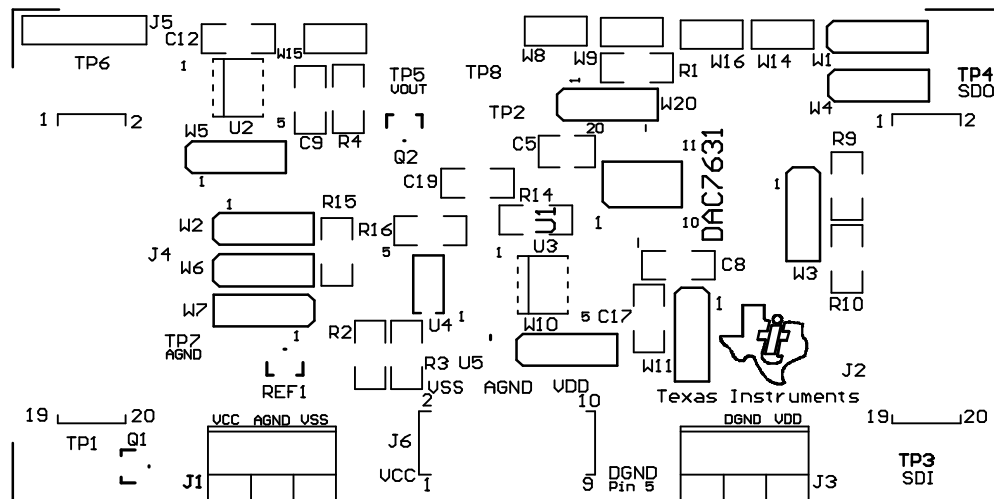 J5
C12
W15
W8
W9
W16
W14
W1
TP6
1
TP5
VOUT
TP8
1
R1
TP4
SDO
W4
W20
TP2
1
2
W5
U2
5
C9
R4
Q2
20
C5
11
DAC7631
1
2
R9
1
C19
R14
1
W2
1
R15
R16
U1
1
10
J4
W6
5
U3
1
C8
W3
W7
1
U4
1
W10
5
C17
1
R10
TP7
AGND
R2
R3
U5
W11
J2
REF1
VSS
AGND
VDD
Texas Instruments
19
20
2
10
19
20
TP1
Q1
VCC
AGND
VSS
J6
DGND
VDD
J1
VCC
1
9
DGND
Pin 5
J3
TP3
SDI